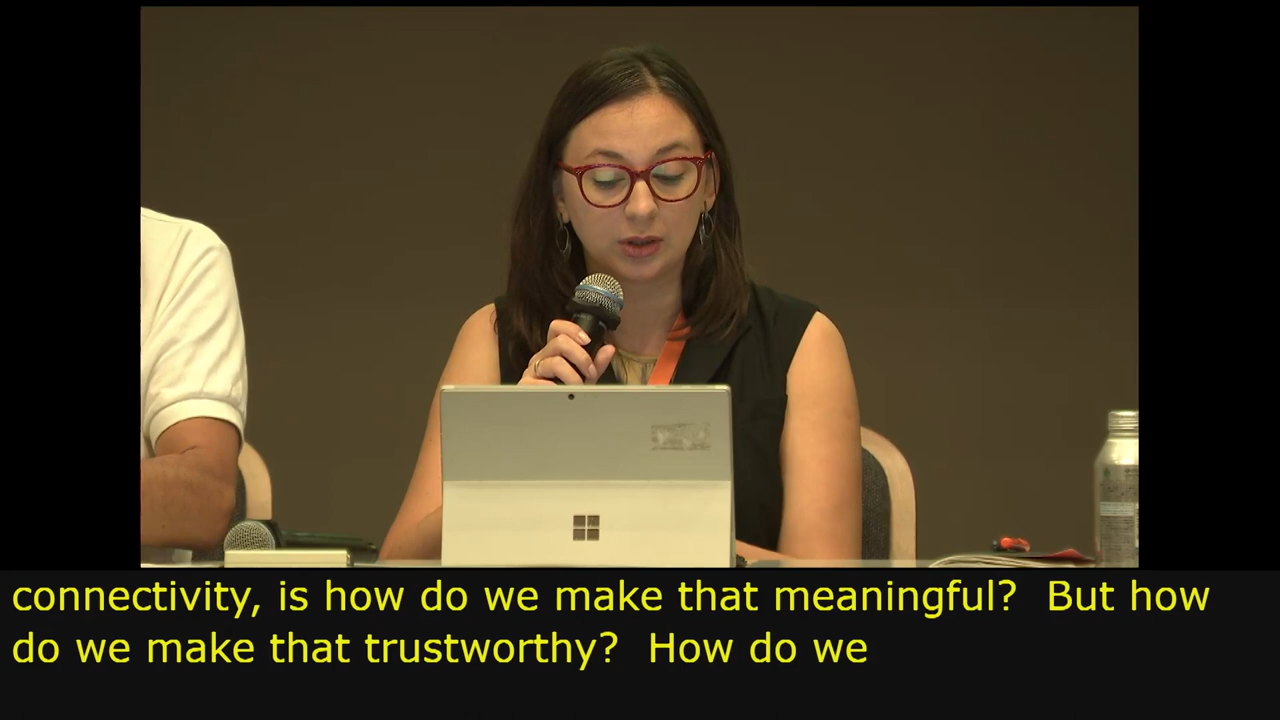 connectivity, is how do we make that meaningful?  But how
do we make that trustworthy?  How do we